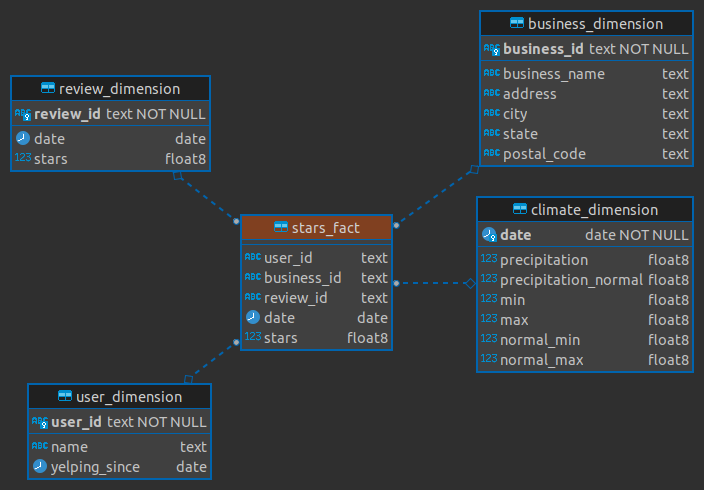 business_dimension
ABC business_id text NOT NULL
ABC business_name text
ABC address text
ABC city text
ABC state text
ABC postal_code text
review_dimension
ABC review_id text NOT NULL
date date
123 stars float8
climate_dimension
date date NOT NULL
123 precipitation float8
123 precipitation_normal float8
123 min float8
123 max float8
123 normal_min float8
123 normal_max float8
stars_fact
ABC user_id text
ABC business_id text
ABC review_id text
date date
123 stars float8
user_dimension
ABC user_id text NOT NULL
ABC name text
yelping_since date